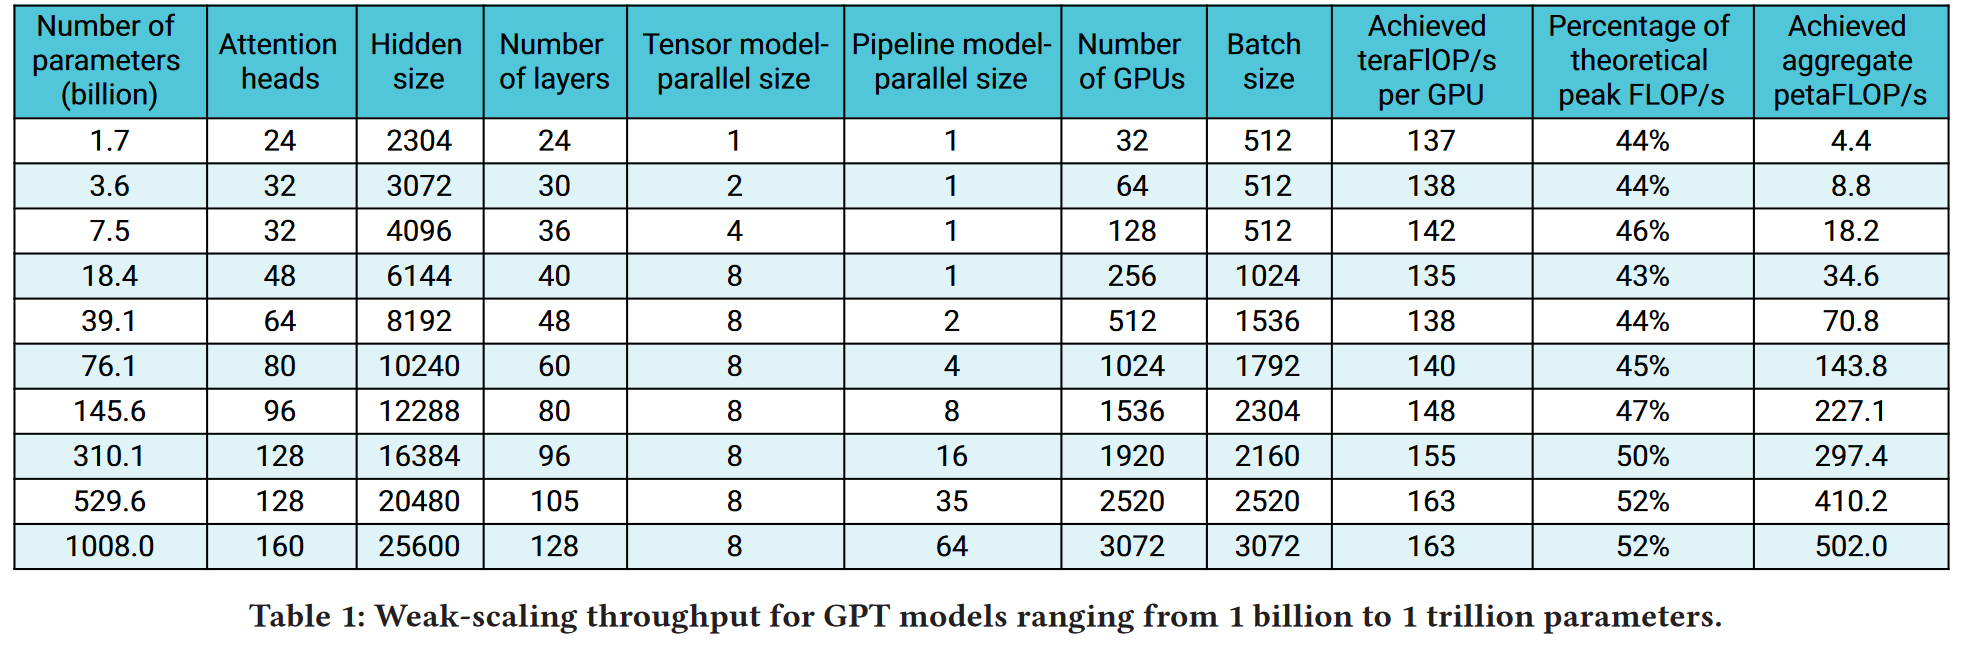 Number of parameters (billion) Attention heads Hidden size Number of layers Tensor model-parallel size Pipeline model-parallel size Number of GPUs Batch size Achieved teraFlOP/s per GPU Percentage of theoretical peak FLOP/s Achieved aggregate petaFLOP/s
1.7 24 2304 24 1 1 32 512 137 44% 4.4
3.6 32 3072 30 2 1 64 512 138 44% 8.8
7.5 32 4096 36 4 1 128 512 142 46% 18.2
18.4 48 6144 40 8 1 256 1024 135 43% 34.6
39.1 64 8192 48 8 2 512 1536 138 44% 70.8
76.1 80 10240 60 8 4 1024 1792 140 45% 143.8
145.6 96 12288 80 8 8 1536 2304 148 47% 227.1
310.1 128 16384 96 8 16 1920 2160 155 50% 297.4
529.6 128 20480 105 8 35 2520 2520 163 52% 410.2
1008.0 160 25600 128 8 64 3072 3072 163 52% 502.0
Table 1: Weak-scaling throughput for GPT models ranging from 1 billion to 1 trillion parameters.